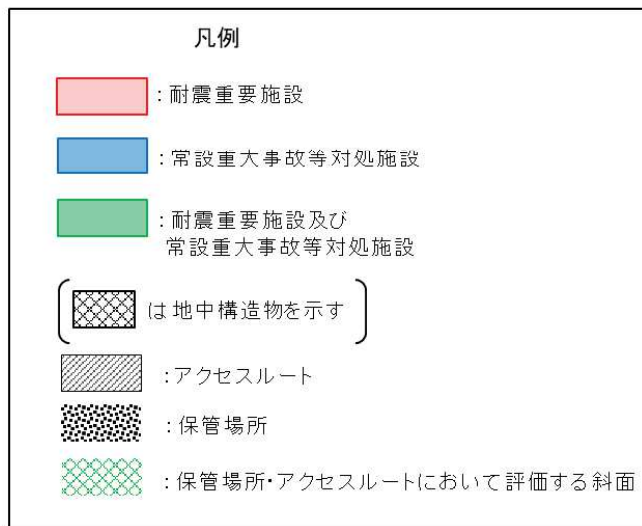 凡例
：耐震重要施設
：常設重大事故等対処施設
：耐震重要施設及び
常設重大事故等対処施設
は地中構造物を示す
：アクセスルート
：保管場所
：保管場所・アクセスルートにおいて評価する斜面